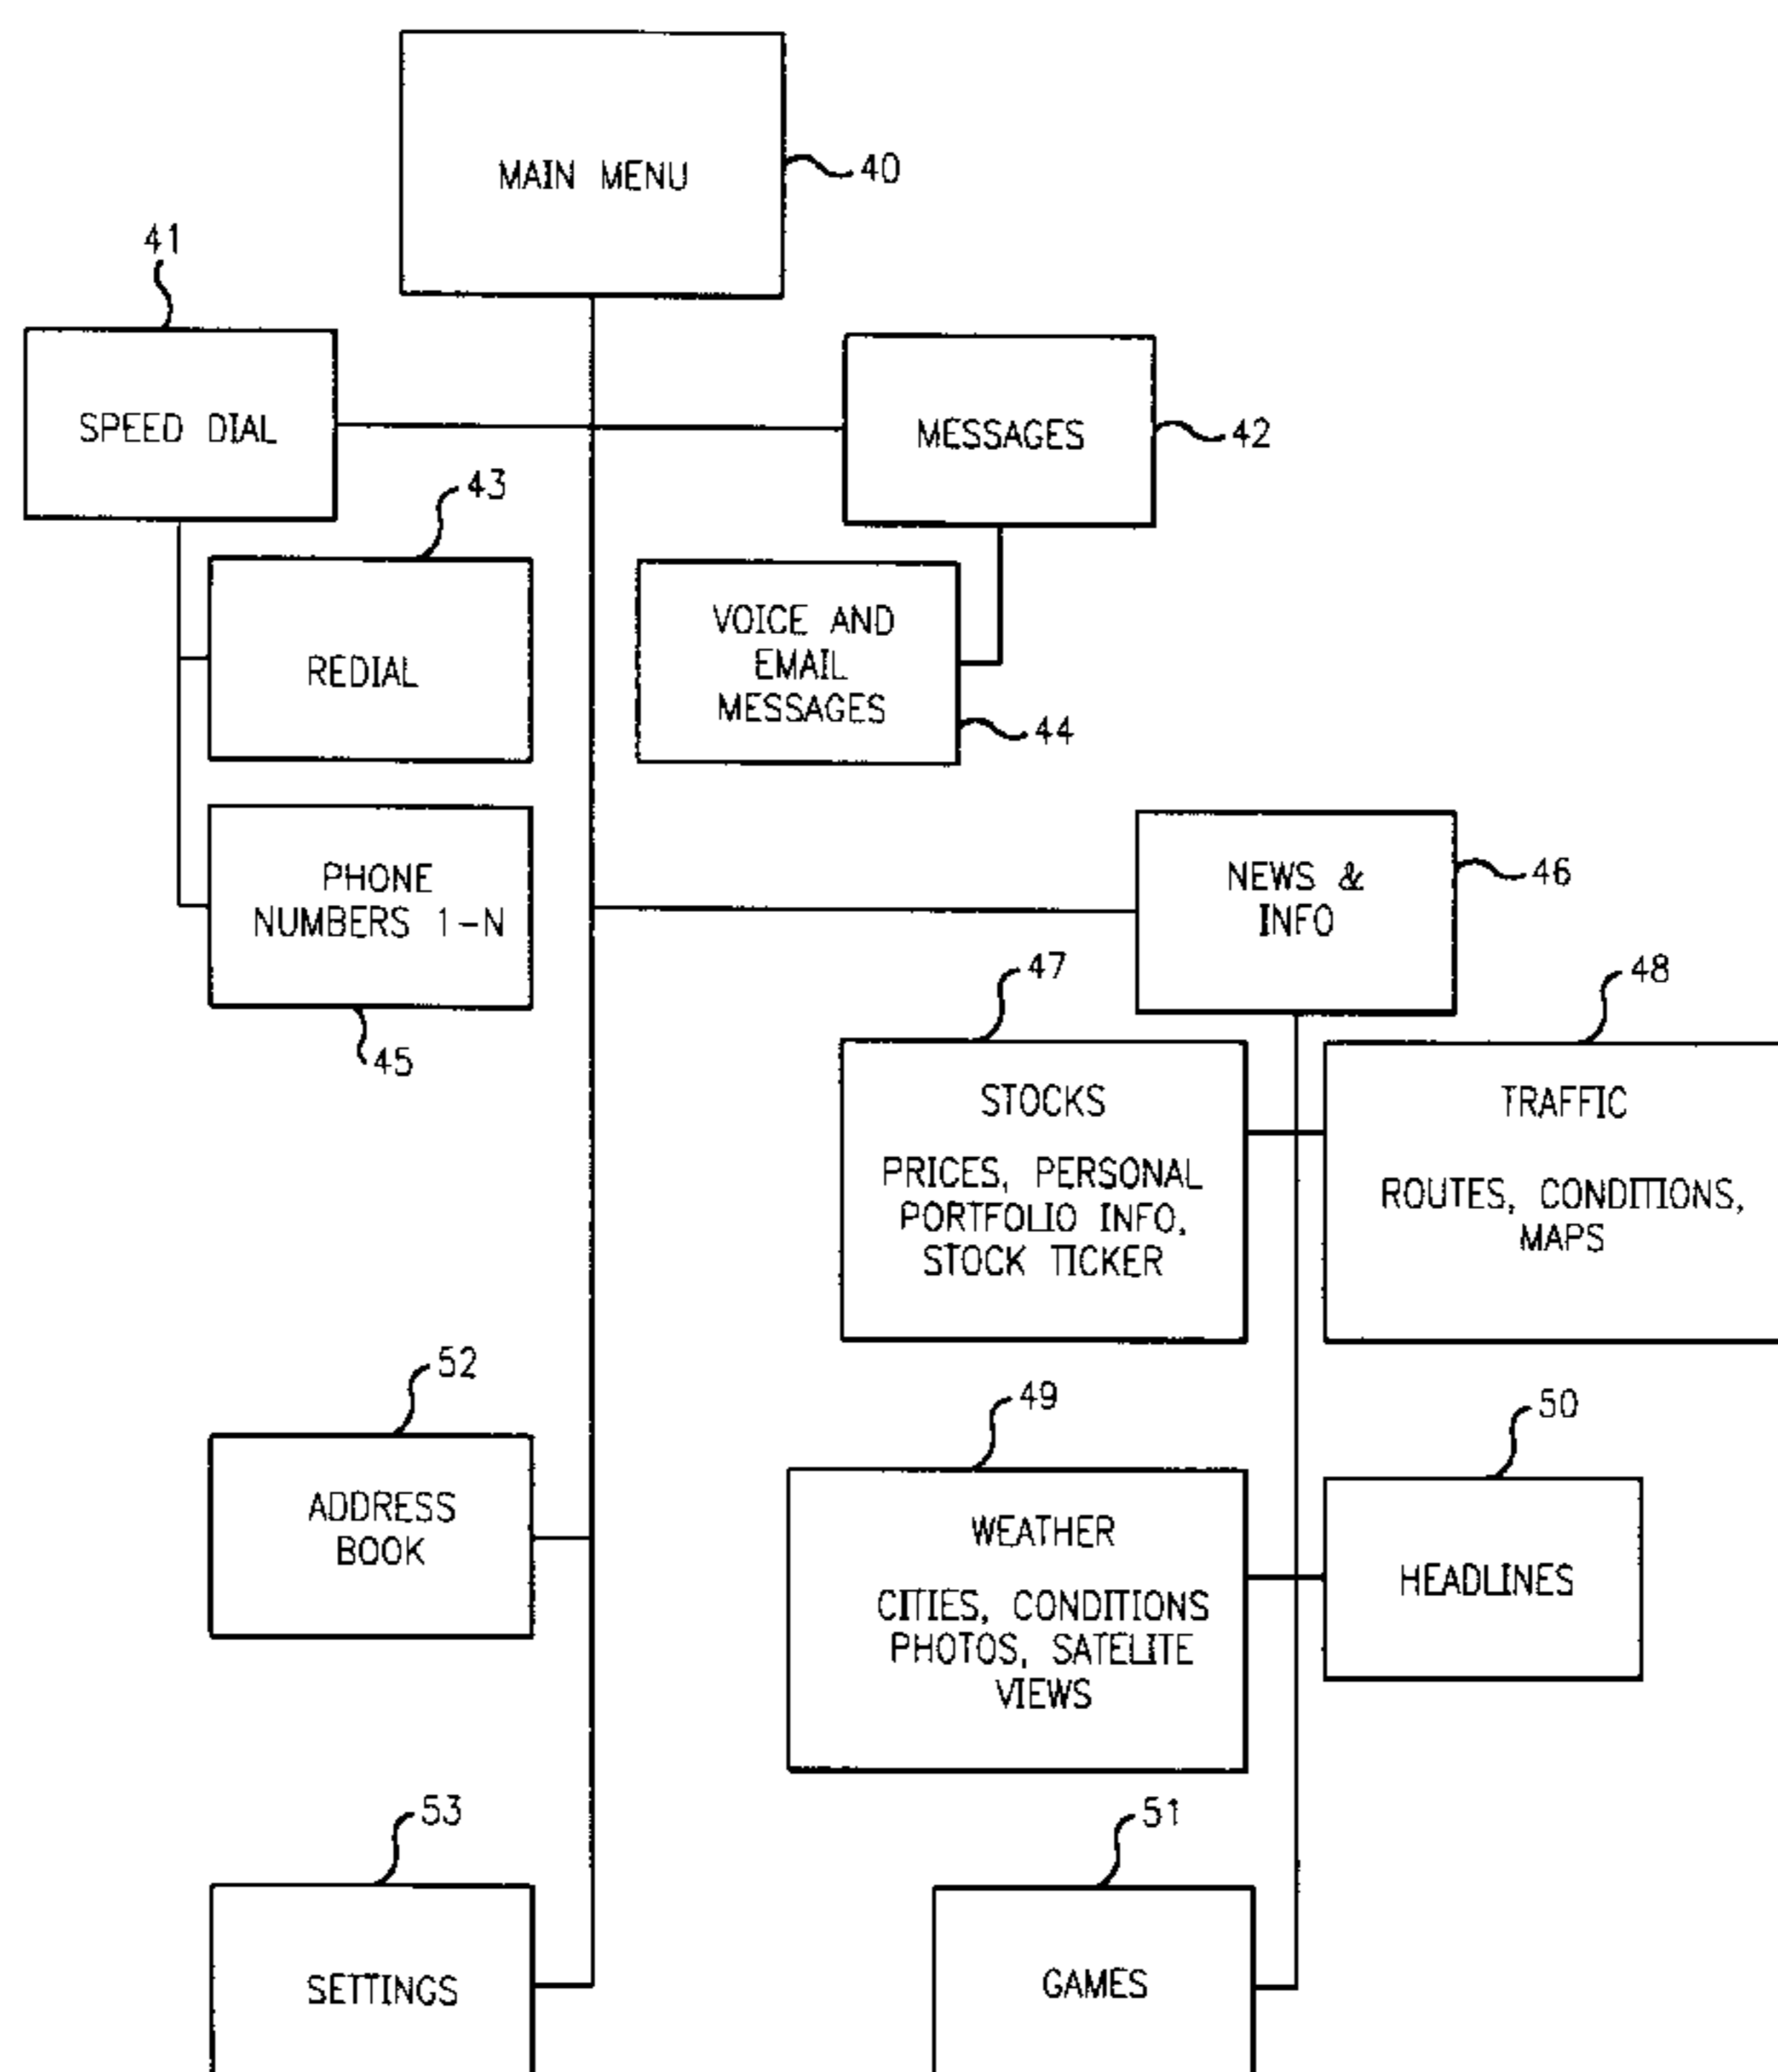 MAIN MENU
40
41
SPEED DIAL
MESSAGES
42
43
REDIAL
VOICE AND
EMAIL
MESSAGES
44
PHONE
NUMBERS 1-N
45
NEWS &
INFO
46
47
STOCKS
PRICES, PERSONAL
PORTFOLIO INFO,
STOCK TICKER
48
TRAFFIC
ROUTES, CONDITIONS,
MAPS
52
ADDRESS
BOOK
49
WEATHER
CITIES, CONDITIONS
PHOTOS, SATELITE
VIEWS
50
HEADLINES
53
SETTINGS
51
GAMES